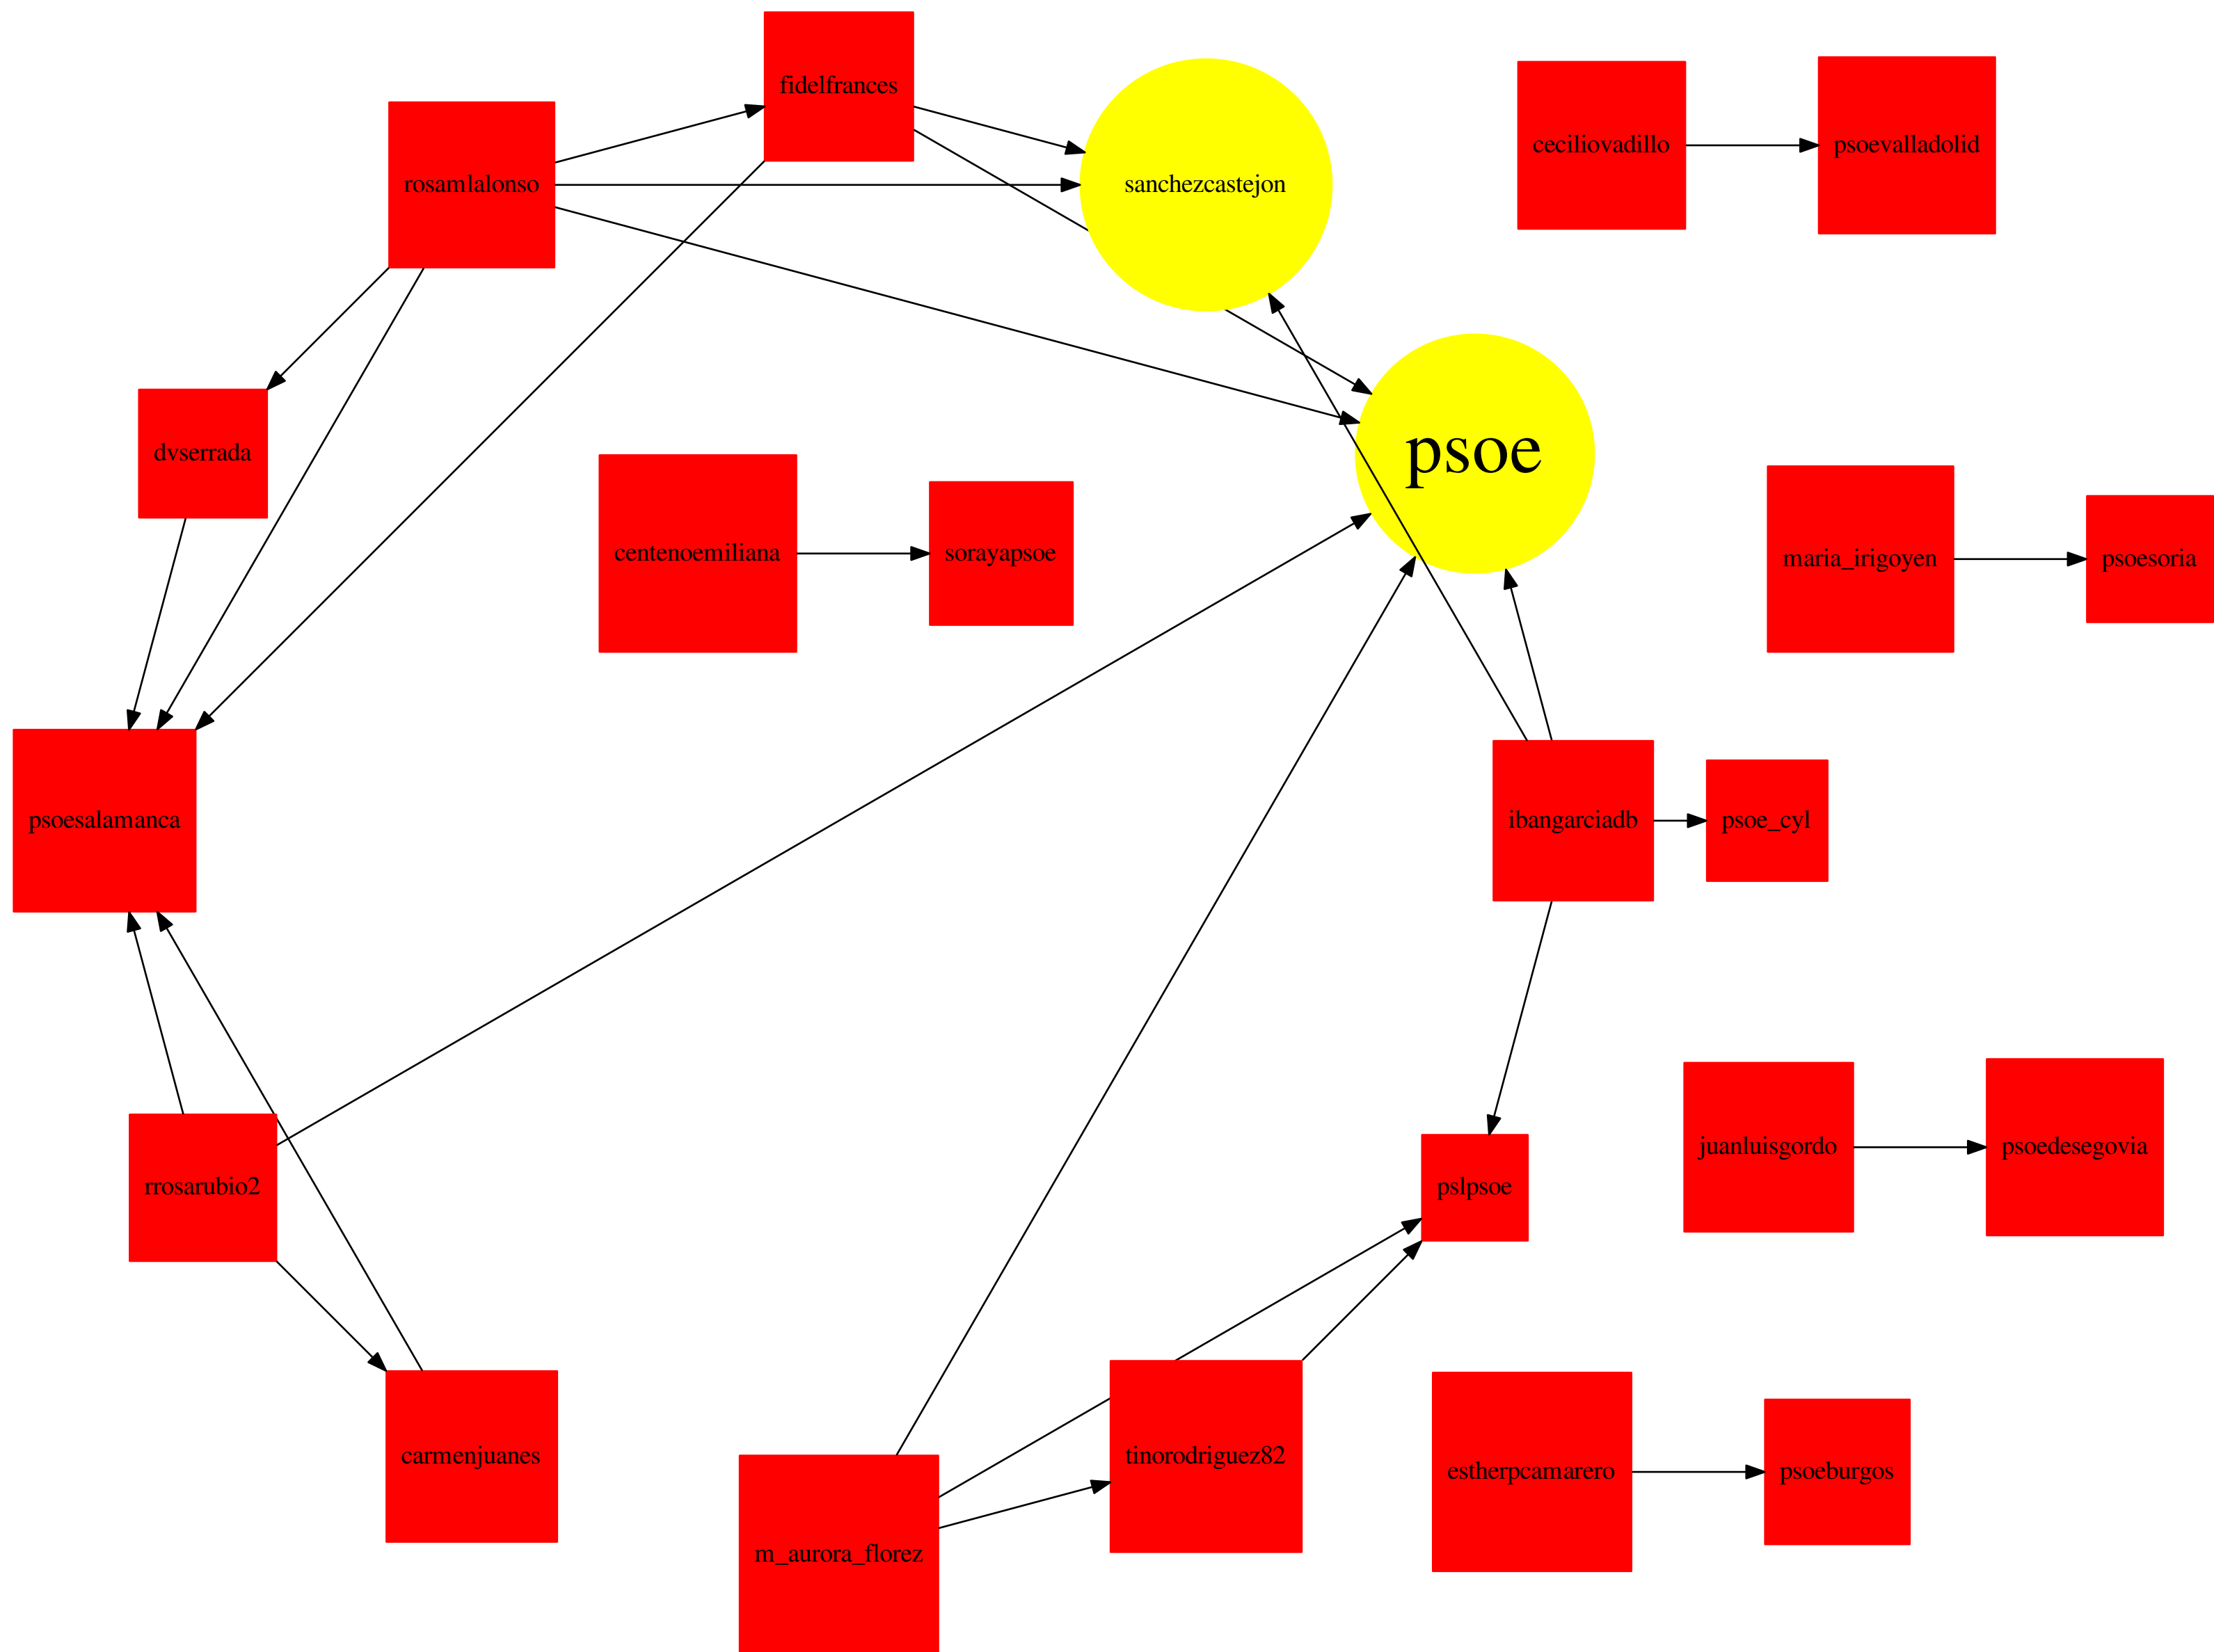 fidelfrances
ceciliovadillo
psoevalladolid
rosamlalonso
sanchezcastejon
dvserrada
psoe
centenoemiliana
sorayapsoe
maria_irigoyen
psoesoria
psoesalamanca
ibangarciadb
psoe_cyl
juanluisgordo
psoedesegovia
rrosarubio2
pslpsoe
carmenjuanes
tinorodriguez82
estherpcamarero
psoeburgos
m_aurora_florez